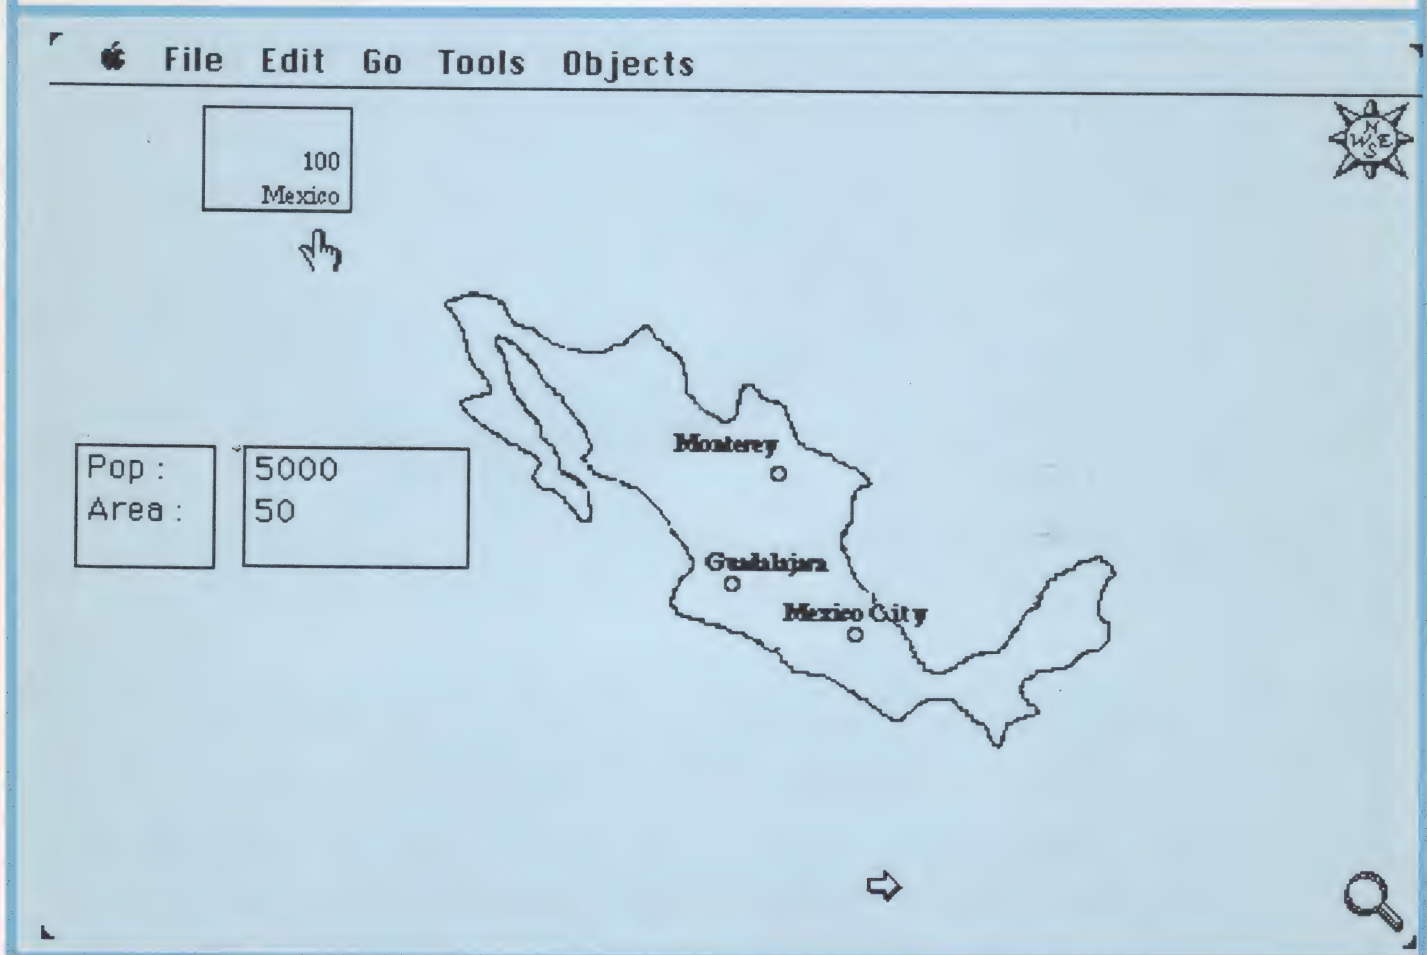 File Edit Go Tools Objects
100
Mexico
N
W E
S
Monterey
Pop : 5000
Area : 50
Guadalajara
Mexico City